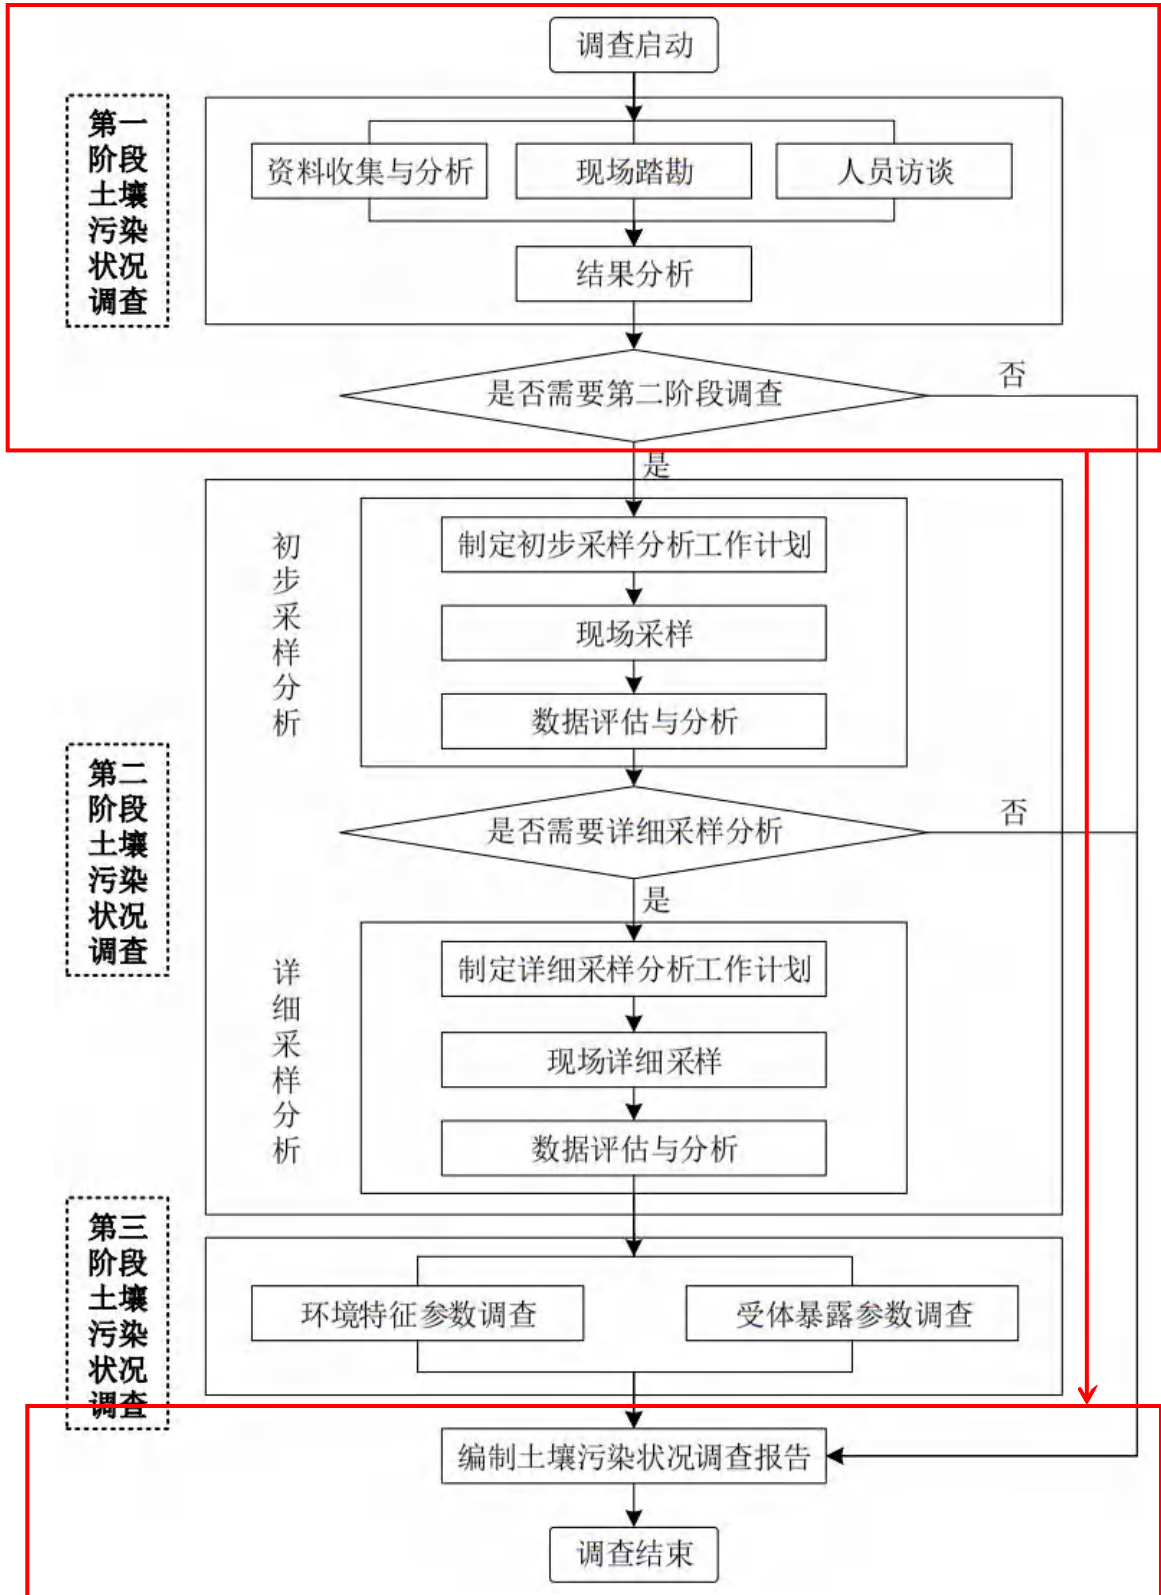 调查启动
第一
阶段
土壤
污染
状况
调查
资料收集与分析
现场踏勘
人员访谈
结果分析
是否需要第二阶段调查
否
是
初
步
采
样
分
析
制定初步采样分析工作计划
现场采样
数据评估与分析
第二
阶段
土壤
污染
状况
调查
是否需要详细采样分析
否
是
详
细
采
样
分
析
制定详细采样分析工作计划
现场详细采样
数据评估与分析
第三
阶段
土壤
污染
状况
调查
环境特征参数调查
受体暴露参数调查
编制土壤污染状况调查报告
调查结束